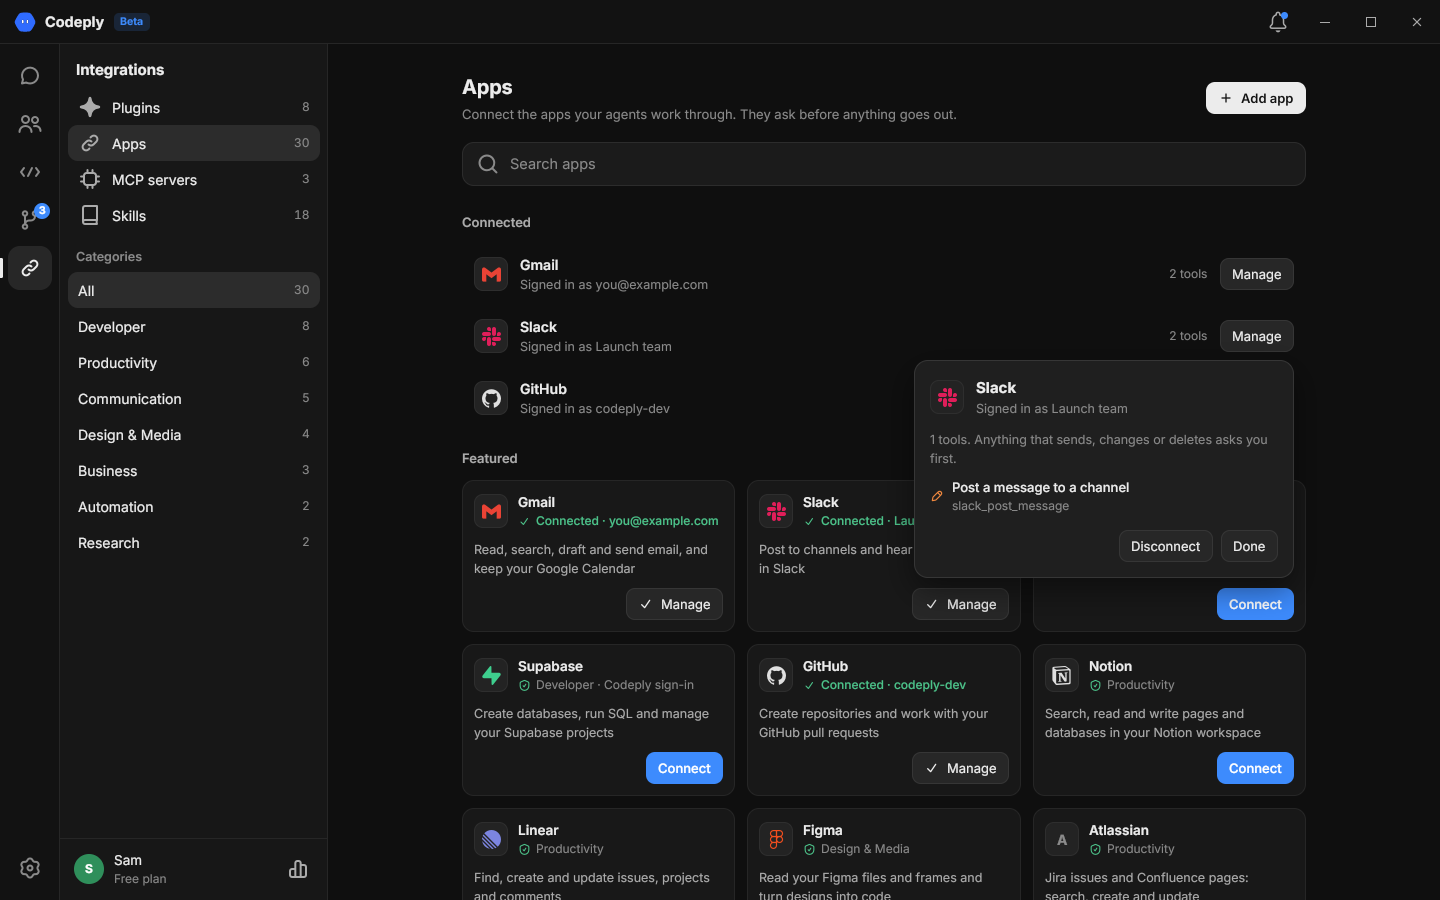 Codeply Beta
Integrations
Plugins 8
Apps 30
MCP servers 3
Skills 18
3
Categories
All 30
Developer 8
Productivity 6
Communication 5
Design & Media 4
Business 3
Automation 2
Research 2
S
Sam
Free plan
Apps
Connect the apps your agents work through. They ask before anything goes out.
Add app
Search apps
Connected
Gmail
Signed in as you@example.com
2 tools Manage
Slack
Signed in as Launch team
2 tools Manage
GitHub
Signed in as codeply-dev
Slack
Signed in as Launch team
1 tools. Anything that sends, changes or deletes asks you
first.
Post a message to a channel
slack_post_message
Disconnect Done
Featured
Gmail
Connected · you@example.com
Read, search, draft and send email, and
keep your Google Calendar
Manage
Slack
Connected · Lau
Post to channels and hear
in Slack
Manage
Connect
Supabase
Developer · Codeply sign-in
Create databases, run SQL and manage
your Supabase projects
Connect
GitHub
Connected · codeply-dev
Create repositories and work with your
GitHub pull requests
Manage
Notion
Productivity
Search, read and write pages and
databases in your Notion workspace
Connect
Linear
Productivity
Find, create and update issues, projects
and comments
Figma
Design & Media
Read your Figma files and frames and
turn designs into code
A
Atlassian
Productivity
Jira issues and Confluence pages:
search, create and update